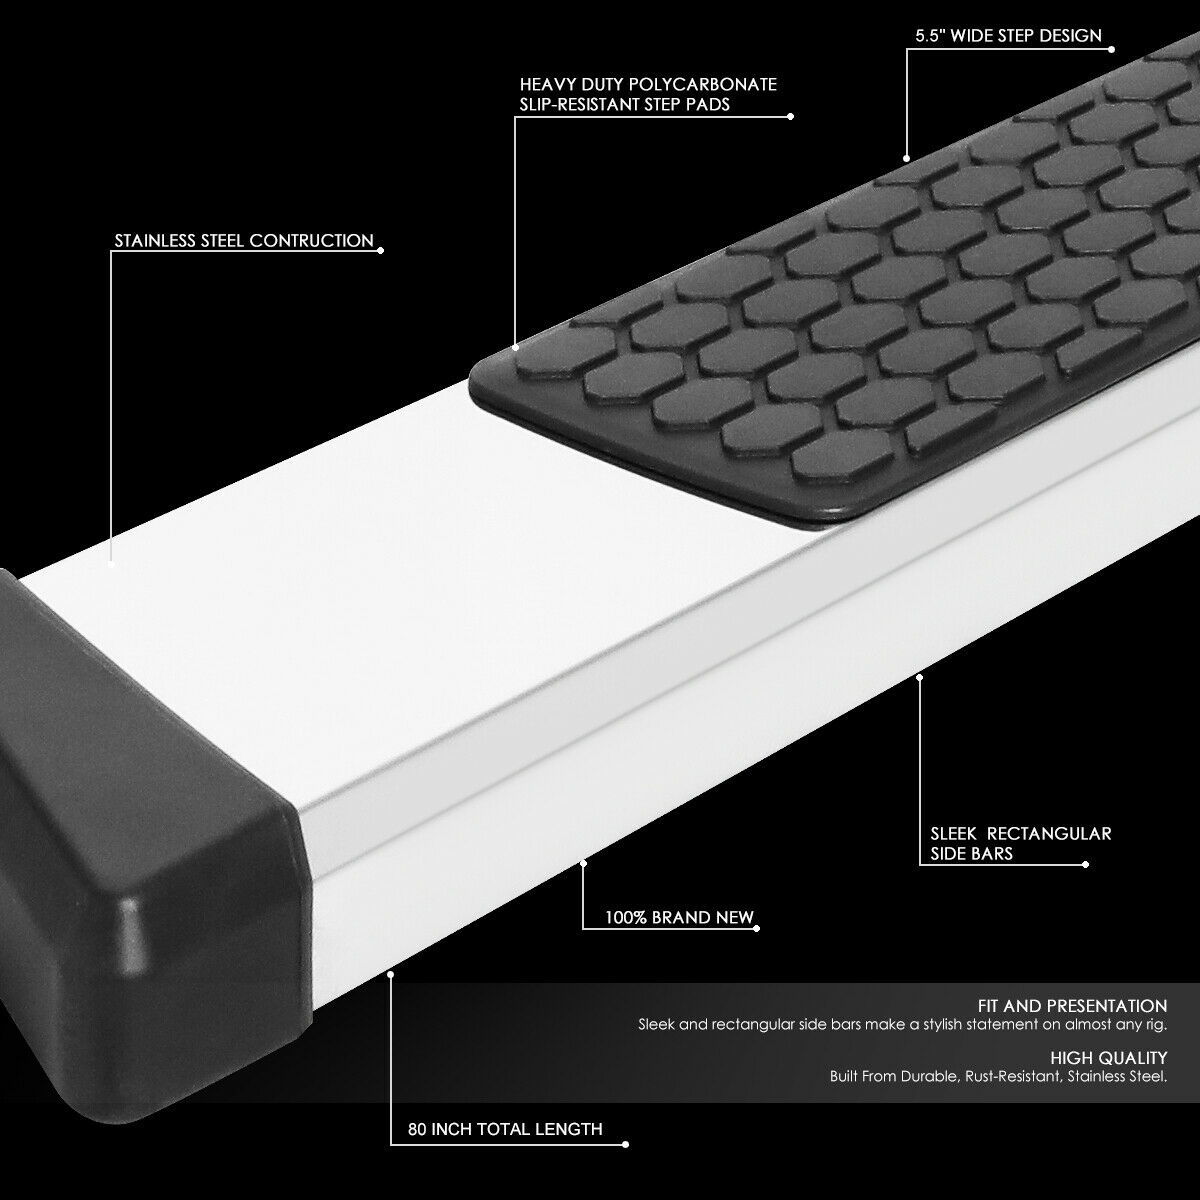 5.5" WIDE STEP DESIGN
HEAVY DUTY POLYCARBONATE
SLIP-RESISTANT STEP PADS
STAINLESS STEEL CONTRUCTION
SLEEK RECTANGULAR
SIDE BARS
100% BRAND NEW
FIT AND PRESENTATION
Sleek and rectangular side bars make a stylish statement on almost any rig.
HIGH QUALITY
Built From Durable, Rust-Resistant, Stainless Steel.
80 INCH TOTAL LENGTH